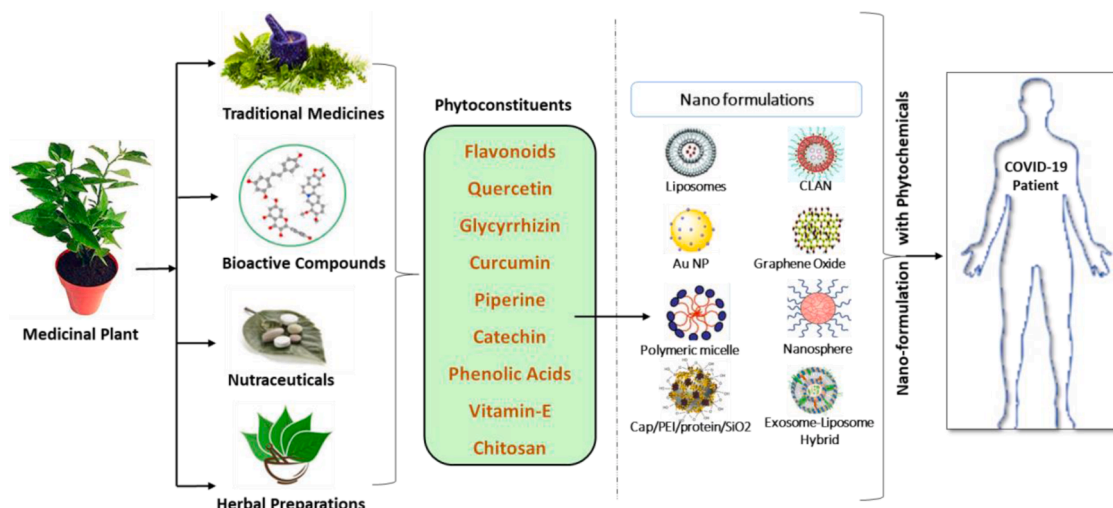 Medicinal Plant
Traditional Medicines
Bioactive Compounds
Nutraceuticals
Herbal Preparations
Phytoconstituents
Flavonoids
Quercetin
Glycyrrhizin
Curcumin
Piperine
Catechin
Phenolic Acids
Vitamin-E
Chitosan
Nano formulations
Liposomes
CLAN
Au NP
Graphene Oxide
Polymeric micelle
Nanosphere
Cap/PEI/protein/SiO2
Exosome-Liposome
Hybrid
Nano-formulation with Phytochemicals
COVID-19
Patient